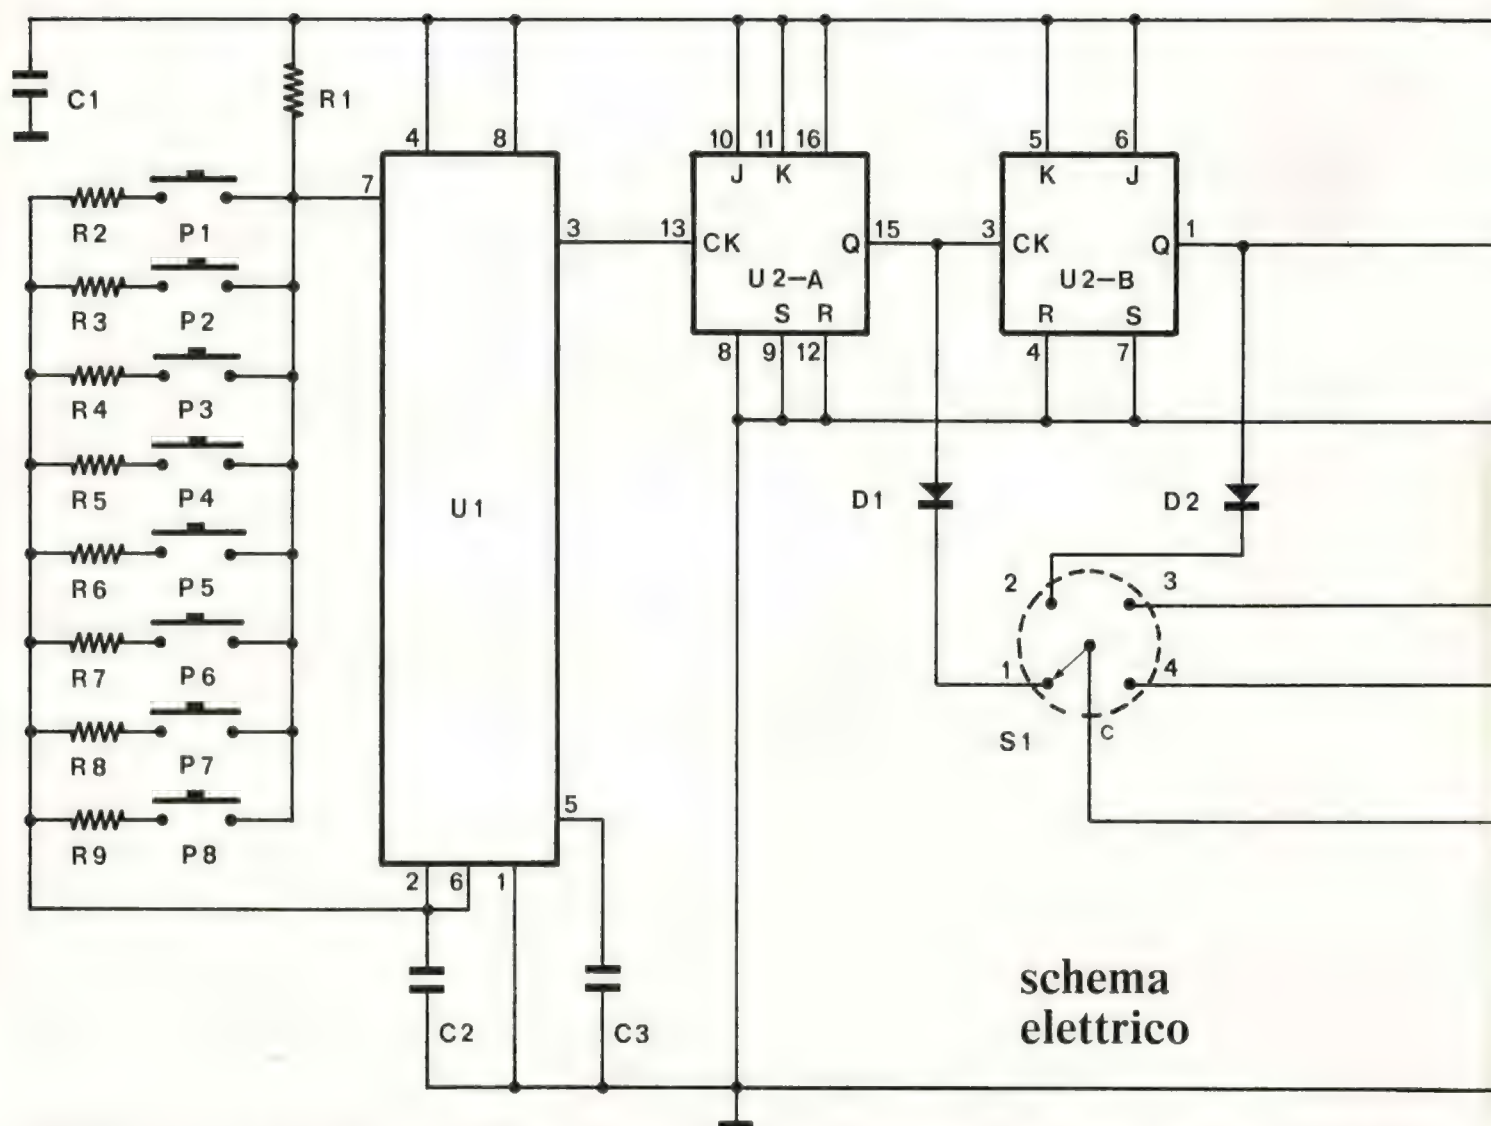 C1
R1
4 8
10 11 16
5 6
J K
K J
7
R2 P1
3
13 CK Q 15
3 CK Q 1
U2-A
U2-B
S R
R S
R3 P2
8 9 12
4 7
R4 P3
R5 P4
U1
D1
D2
R6 P5
2 3
R7 P6
1 4
S1 C
R8 P7
5
R9 P8
2 6 1
C2
C3
schema
elettrico